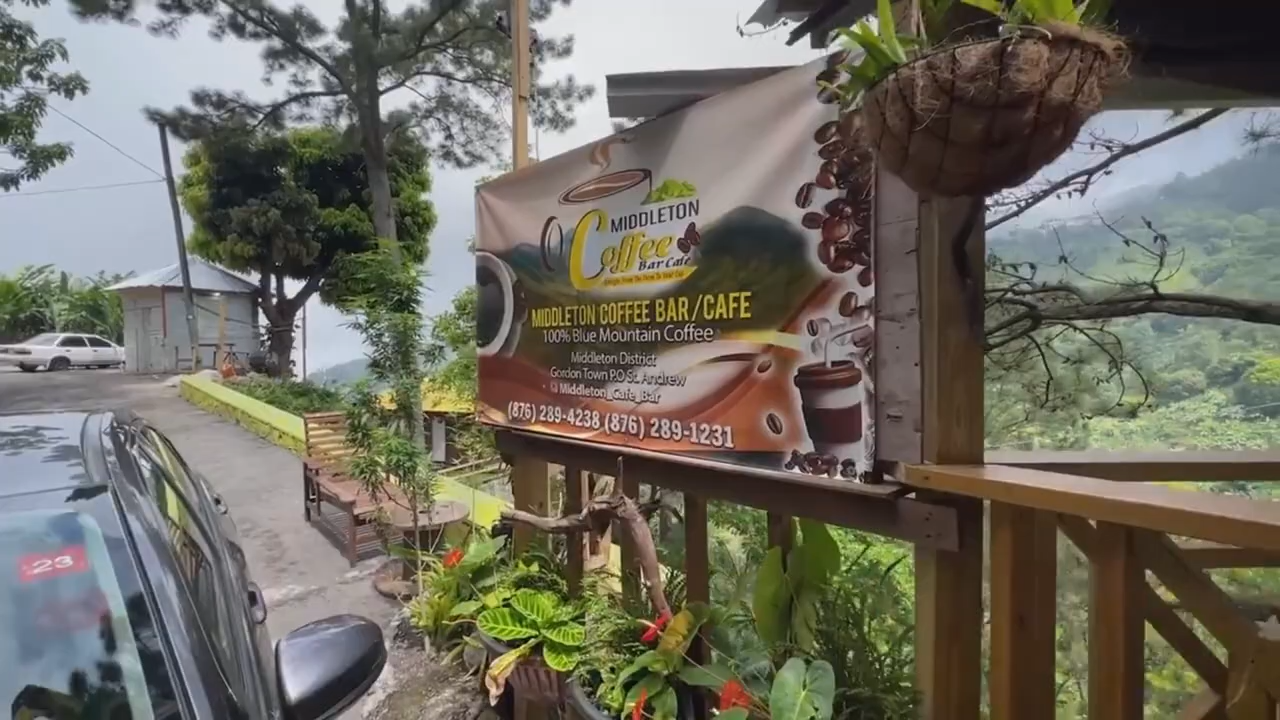 MIDDLETON
Coffee
Bar Cafe
MIDDLETON COFFEE BAR/CAFE
100% Blue Mountain Coffee
Middleton District
Gordon Town P.O St. Andrew
Middleton_Cafe_Bar
(876) 289-4238 (876) 289-1231
23